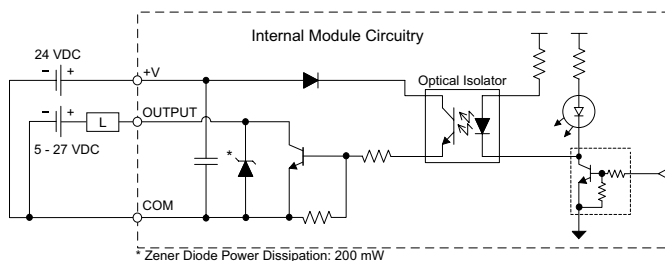 Internal Module Circuitry
24 VDC
− +
+V
Optical Isolator
− +
OUTPUT
L
5 - 27 VDC
*
COM
* Zener Diode Power Dissipation: 200 mW